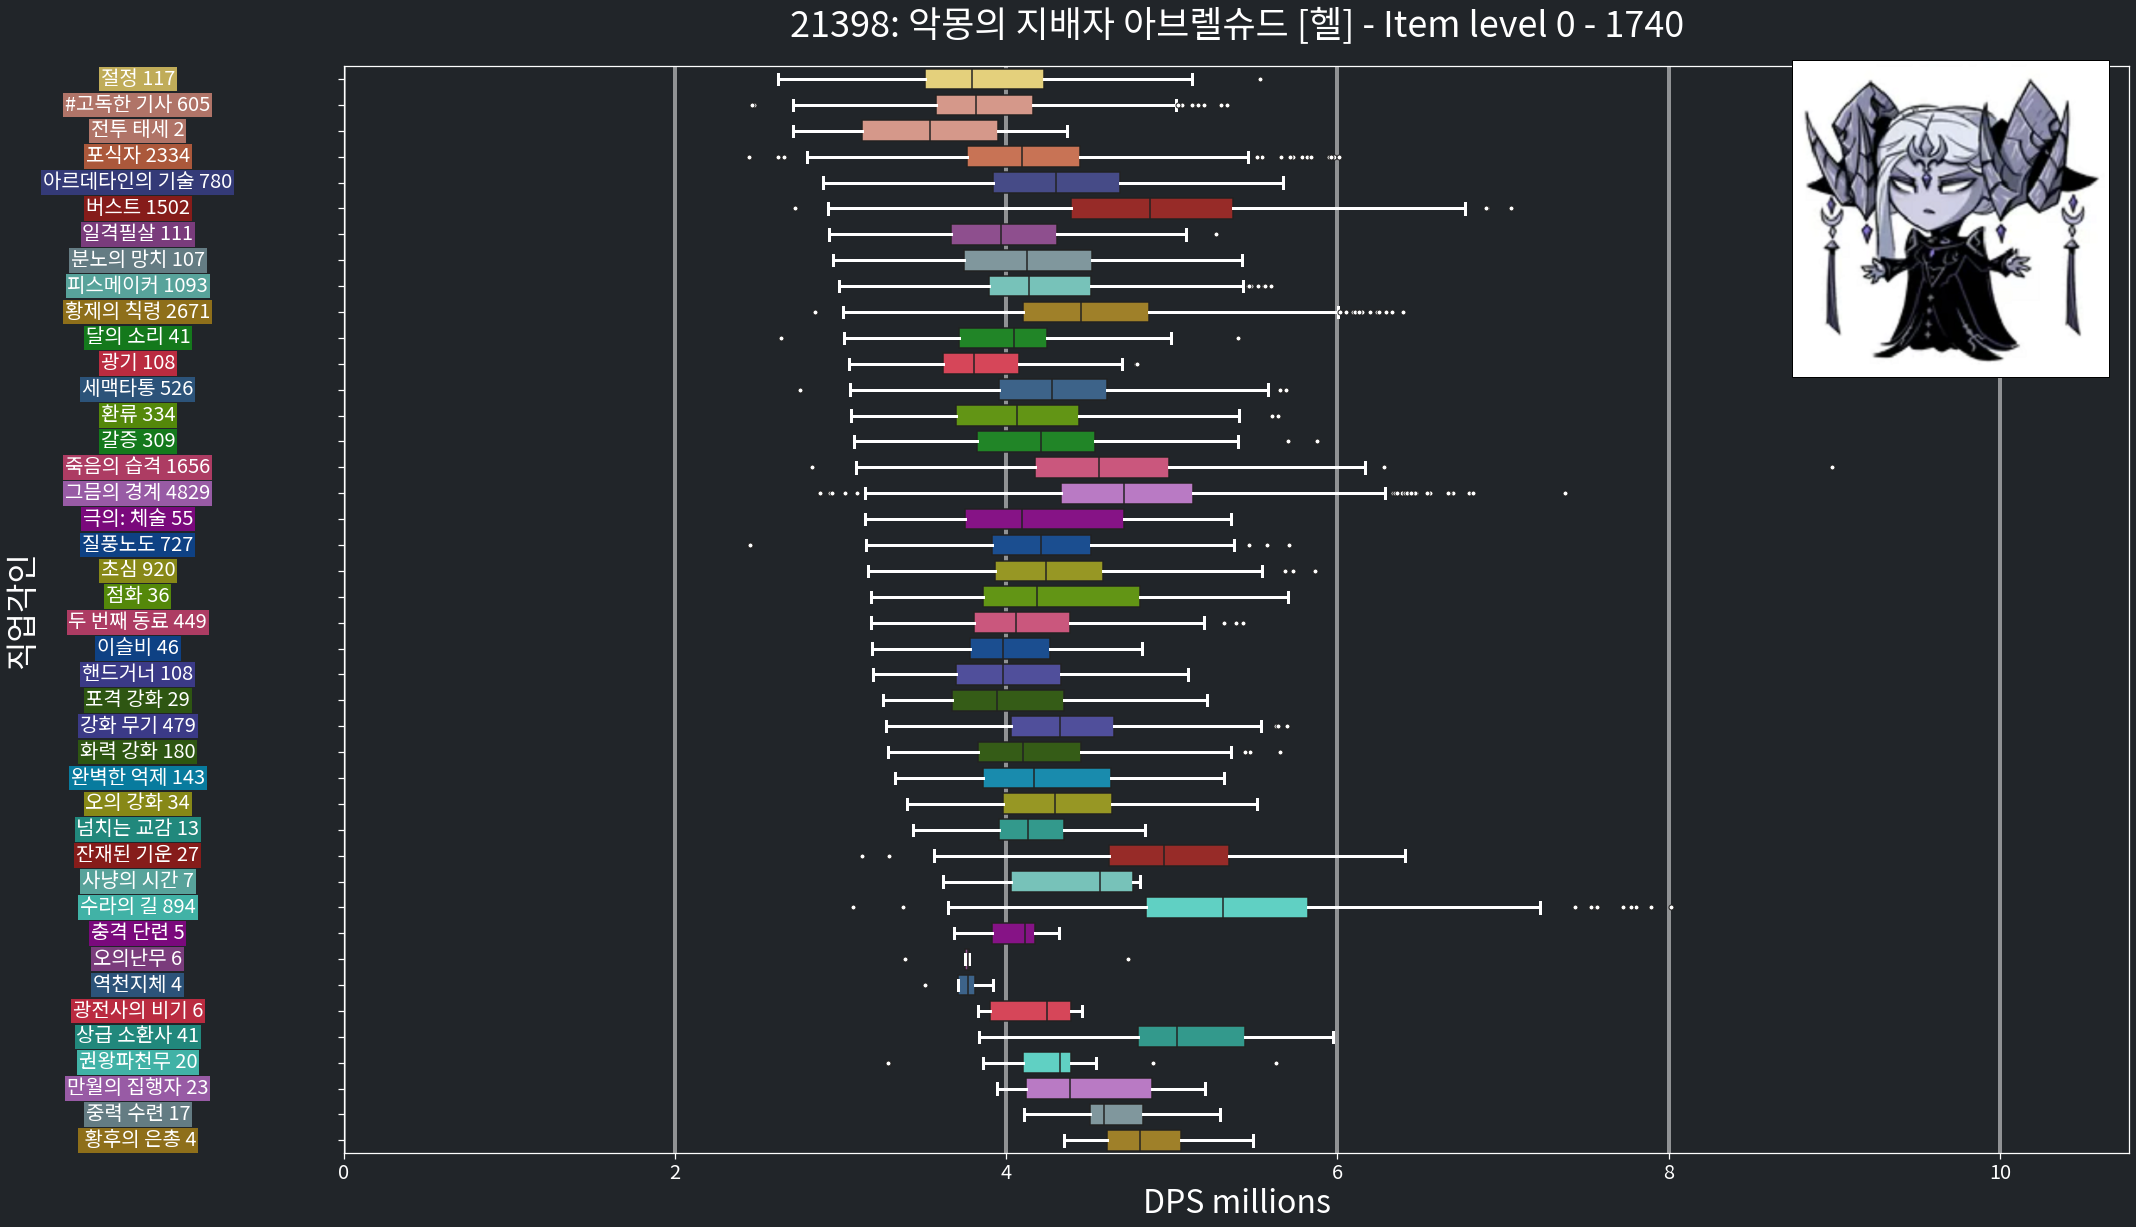 21398: 악몽의 지배자 아브렐슈드 [헬] - Item level 0 - 1740
절정 117
#고독한 기사 605
전투 태세 2
포식자 2334
아르데타인의 기술 780
버스트 1502
일격필살 111
분노의 망치 107
피스메이커 1093
황제의 칙령 2671
달의 소리 41
광기 108
세맥타통 526
환류 334
갈증 309
죽음의 습격 1656
그믐의 경계 4829
극의: 체술 55
질풍노도 727
초심 920
점화 36
두 번째 동료 449
이슬비 46
핸드거너 108
포격 강화 29
강화 무기 479
화력 강화 180
완벽한 억제 143
오의 강화 34
넘치는 교감 13
잔재된 기운 27
사냥의 시간 7
수라의 길 894
충격 단련 5
오의난무 6
역천지체 4
광전사의 비기 6
상급 소환사 41
권왕파천무 20
만월의 집행자 23
중력 수련 17
황후의 은총 4
직업각인
0 2 4 6 8 10
DPS millions